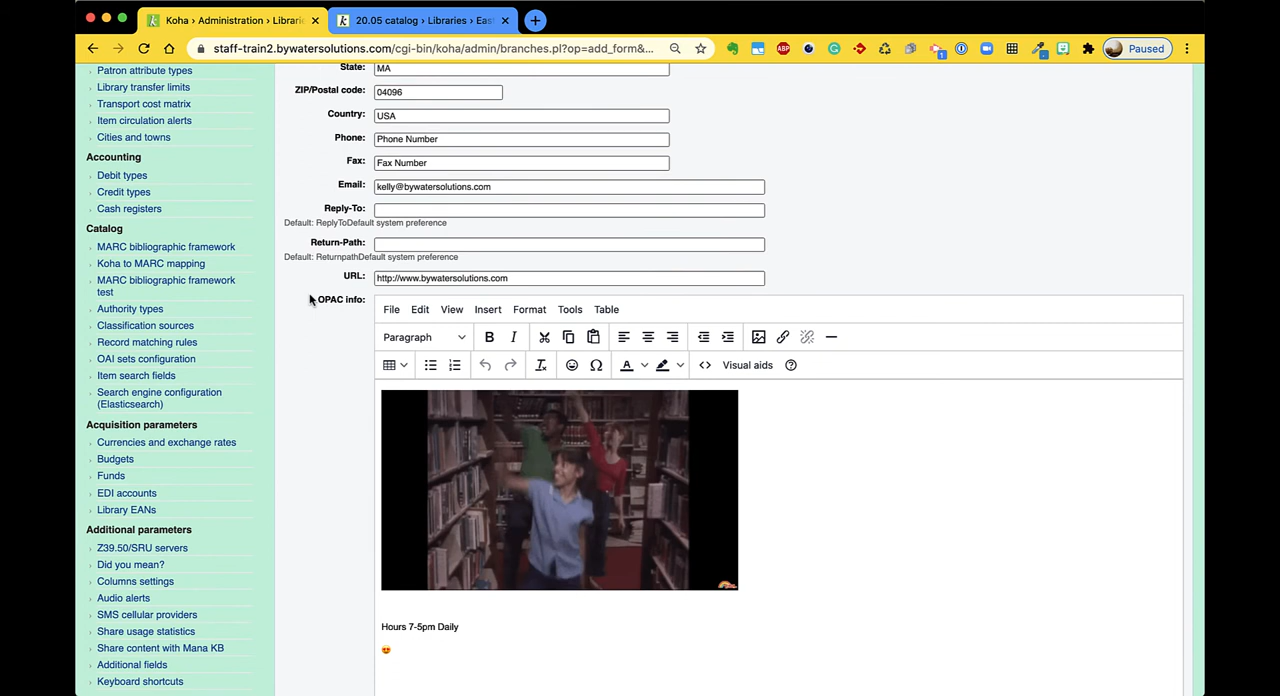 Koha › Administration › Librarie
20.05 catalog › Libraries › Eas
staff-train2.bywatersolutions.com/cgi-bin/koha/admin/branches.pl?op=add_form&...
ABP
1
Paused
Patron attribute types
Library transfer limits
Transport cost matrix
Item circulation alerts
Cities and towns
Accounting
Debit types
Credit types
Cash registers
Catalog
MARC bibliographic framework
Koha to MARC mapping
MARC bibliographic framework
test
Authority types
Classification sources
Record matching rules
OAI sets configuration
Item search fields
Search engine configuration
(Elasticsearch)
Acquisition parameters
Currencies and exchange rates
Budgets
Funds
EDI accounts
Library EANs
Additional parameters
Z39.50/SRU servers
Did you mean?
Columns settings
Audio alerts
SMS cellular providers
Share usage statistics
Share content with Mana KB
Additional fields
Keyboard shortcuts
State: MA
ZIP/Postal code: 04096
Country: USA
Phone: Phone Number
Fax: Fax Number
Email: kelly@bywatersolutions.com
Reply-To:
Default: ReplyToDefault system preference
Return-Path:
Default: ReturnpathDefault system preference
URL: http://www.bywatersolutions.com
OPAC info:
File Edit View Insert Format Tools Table
Paragraph B I
A Visual aids
Hours 7-5pm Daily